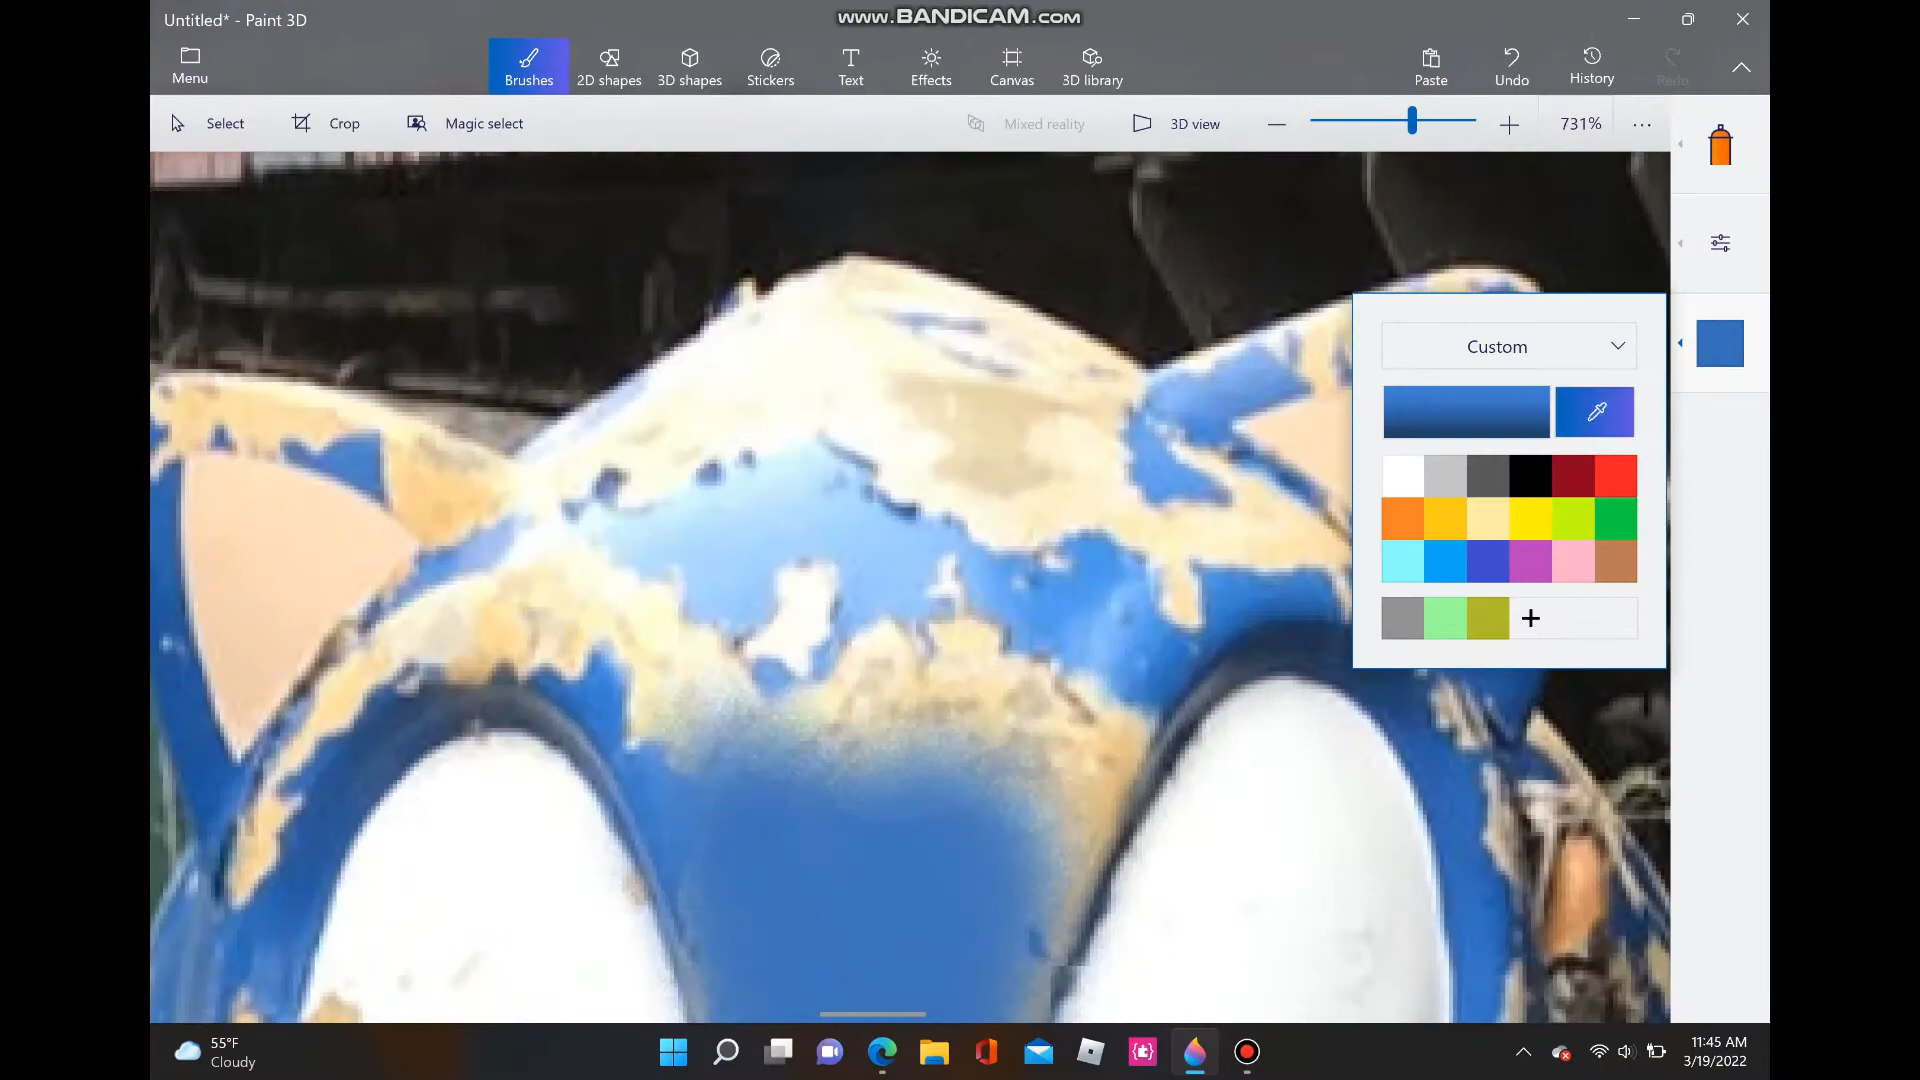 Untitled* - Paint 3D
www.BANDICAM.com
Menu
Brushes
2D shapes
3D shapes
Stickers
Text
Effects
Canvas
3D library
Paste
Undo
History
Redo
Select
Crop
Magic select
Mixed reality
3D view
731%
Custom
55°F
Cloudy
11:45 AM
3/19/2022